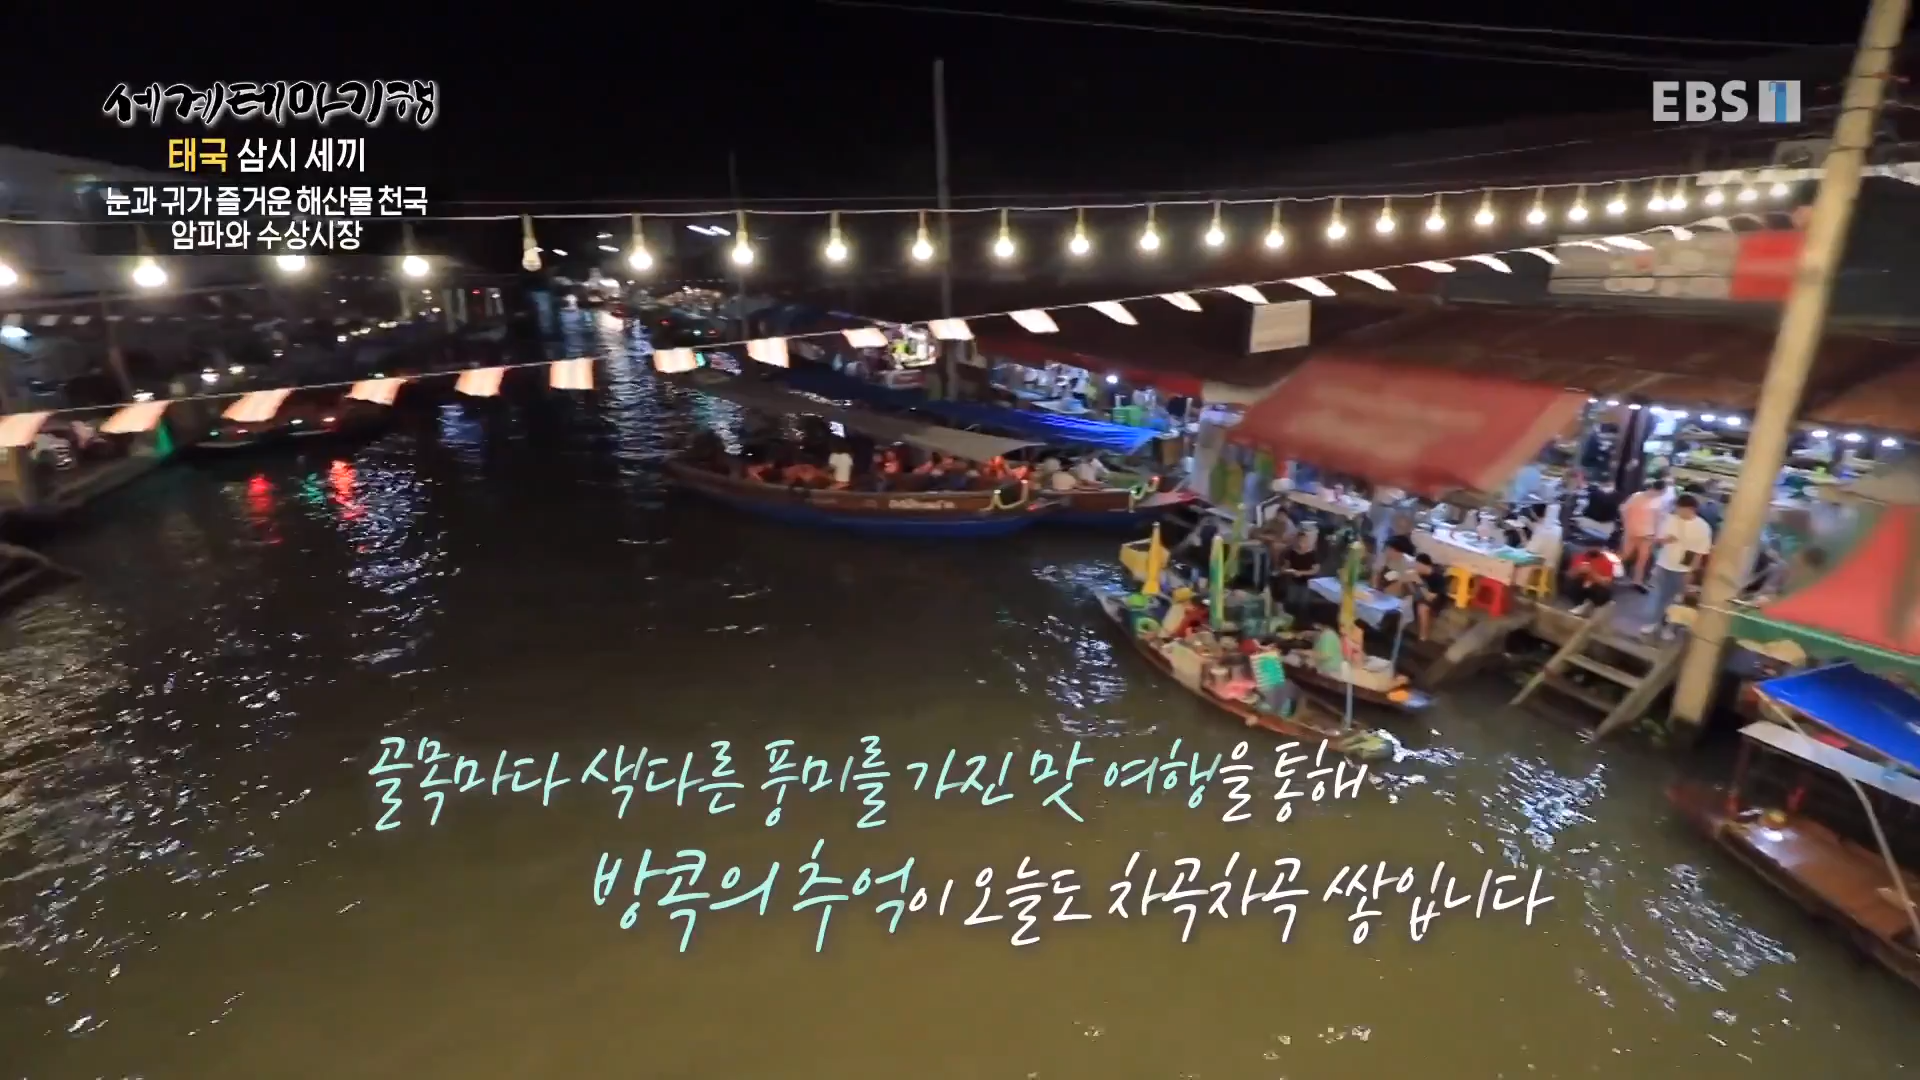 세계테마기행
EBS 1
태국 삼시 세끼
눈과 귀가 즐거운 해산물 천국
암파와 수상시장
골목마다 색다른 풍미를 가진 맛 여행을 통해
방콕의 추억이 오늘도 차곡차곡 쌓입니다